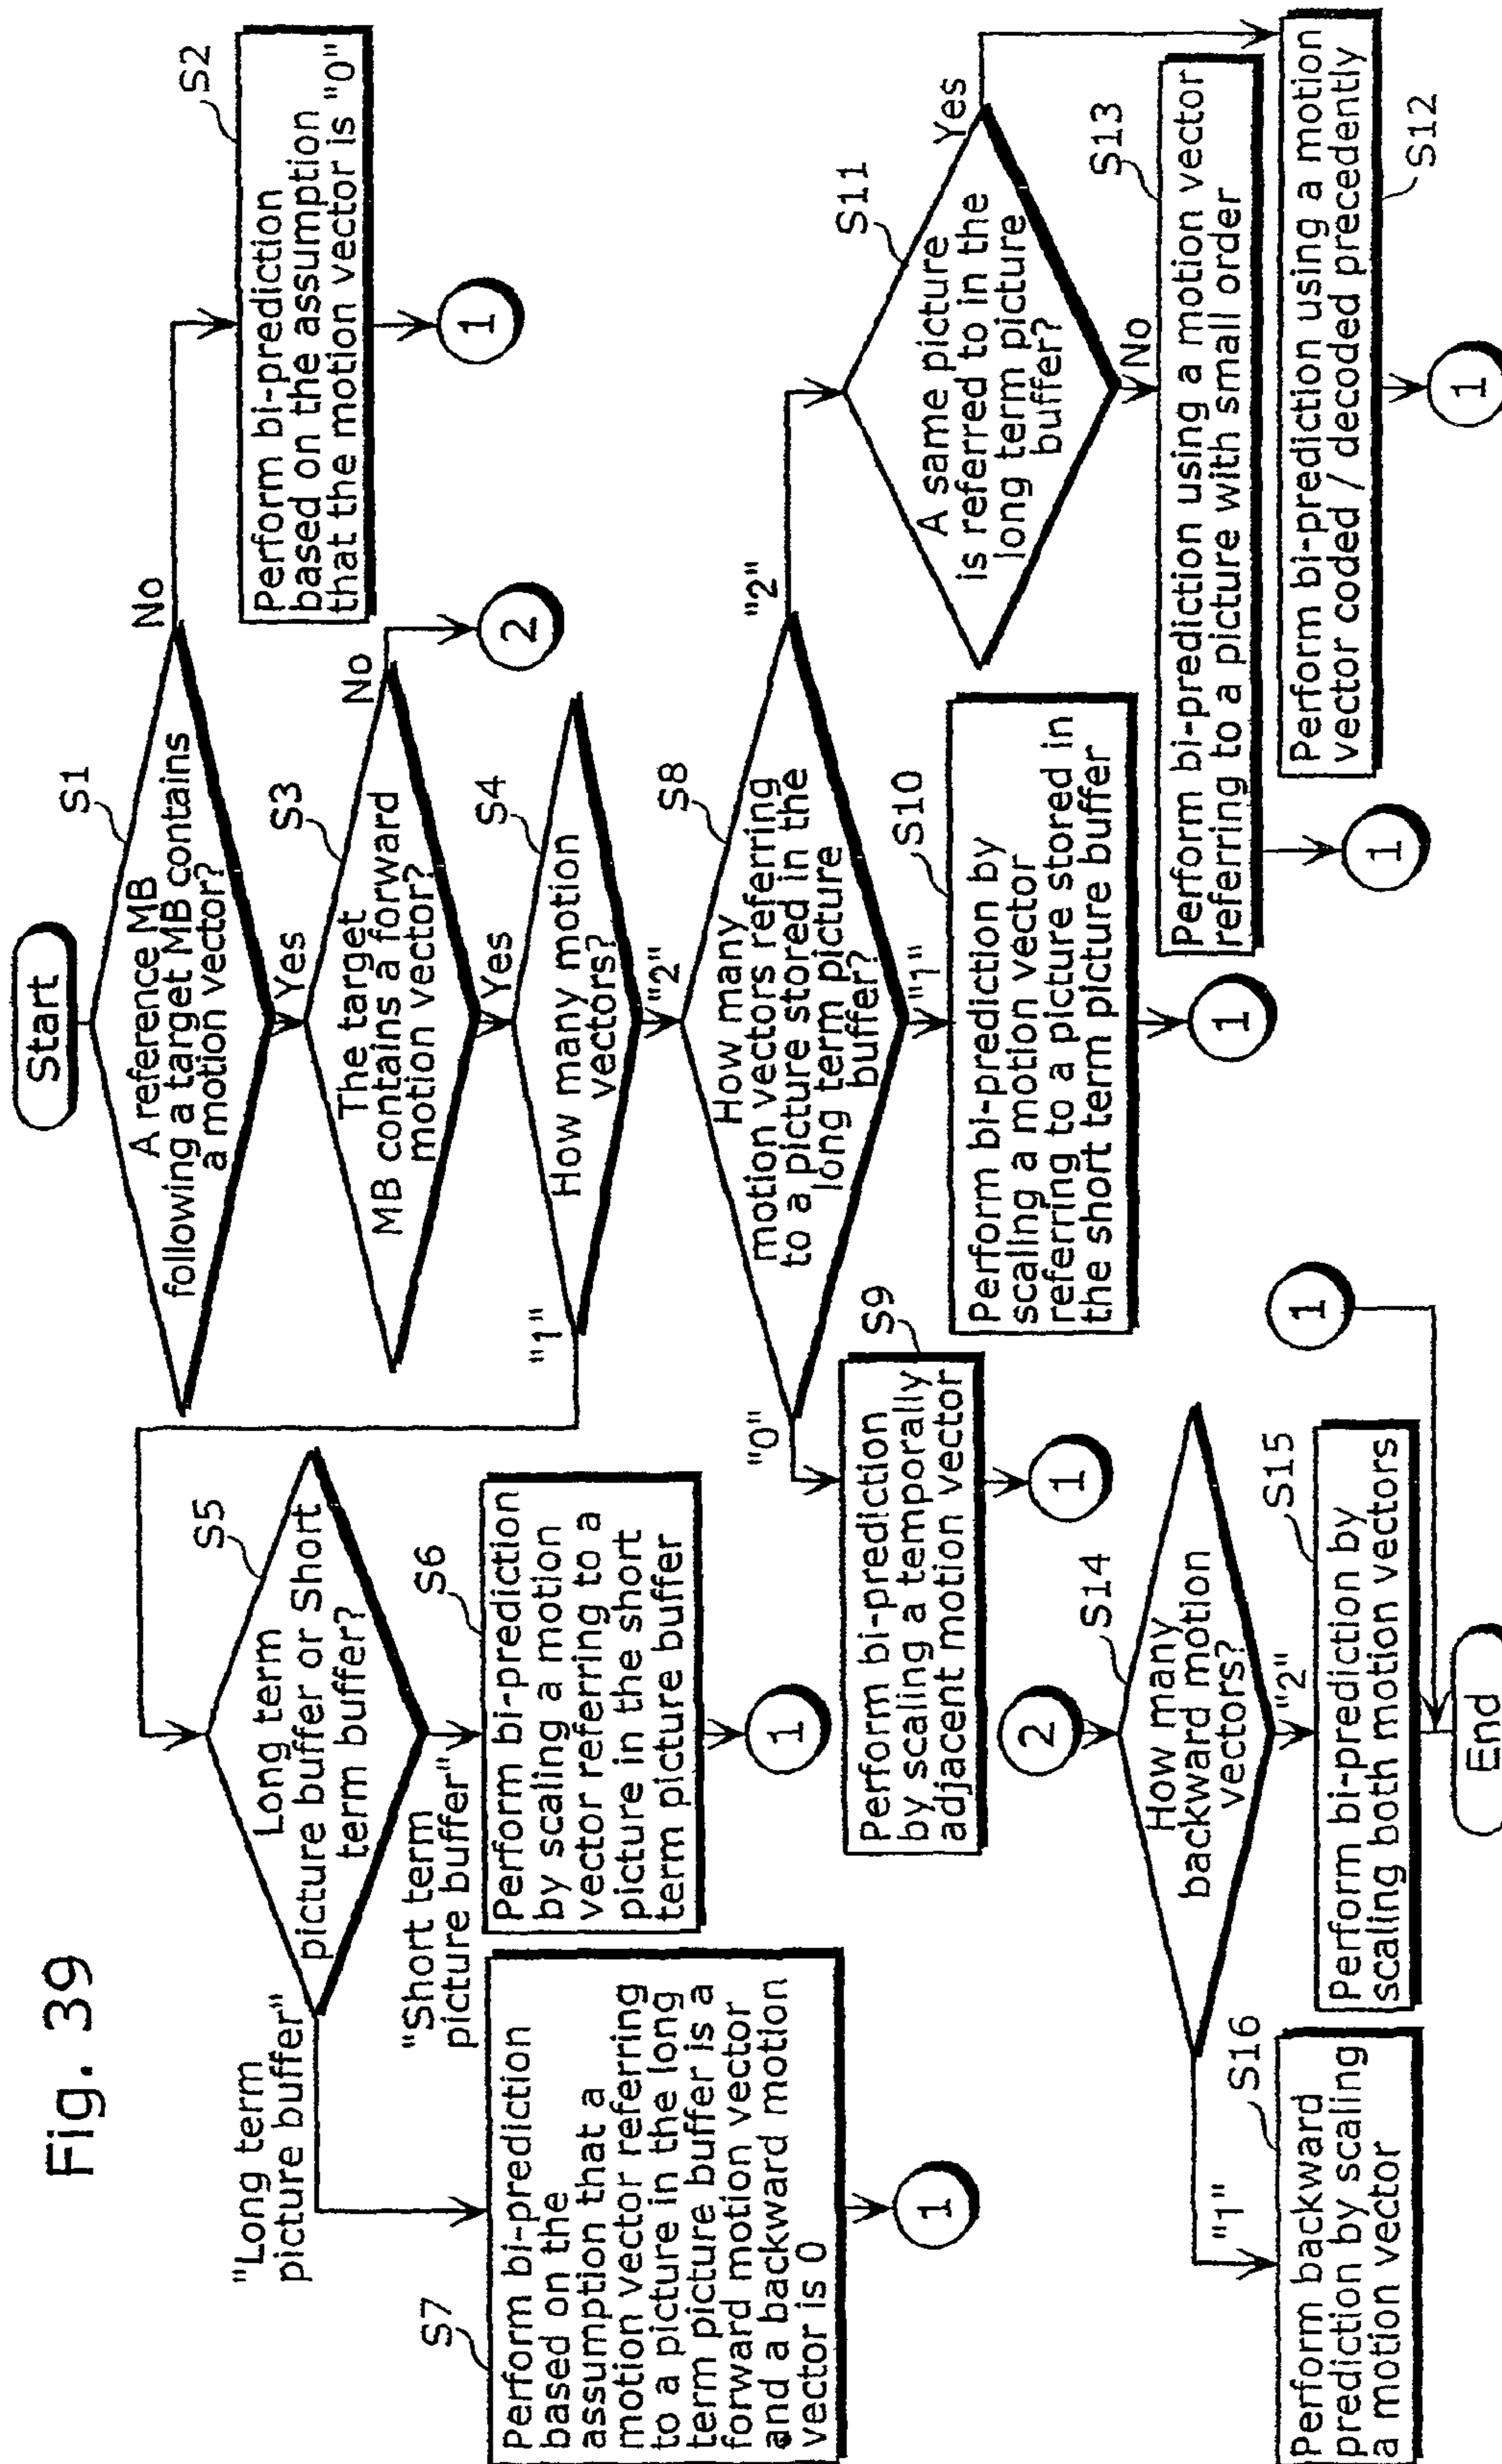 Fig. 39
Start
S1
A reference MB
following a target MB contains
a motion vector?
No
Yes
S2
Perform bi-prediction
based on the assumption
that the motion vector is "0"
1
S3
The target
MB contains a forward
motion vector?
No
2
Yes
S4
How many motion
vectors?
"1"
"2"
S5
Long term
picture buffer or Short
term buffer?
"Long term
picture buffer"
"Short term
picture buffer"
S6
Perform bi-prediction
by scaling a motion
vector referring to a
picture in the short
term picture buffer
1
S7
Perform bi-prediction
based on the
assumption that a
motion vector referring
to a picture in the long
term picture buffer is a
forward motion vector
and a backward motion
vector is 0
1
S8
How many
motion vectors referring
to a picture stored in the
long term picture
buffer?
"0"
"1"
"2"
S9
Perform bi-prediction
by scaling a temporally
adjacent motion vector
1
S10
Perform bi-prediction by
scaling a motion vector
referring to a picture stored in
the short term picture buffer
1
S11
A same picture
is referred to in the
long term picture
buffer?
Yes
No
S13
Perform bi-prediction using a motion vector
referring to a picture with small order
1
Perform bi-prediction using a motion
vector coded / decoded precedently
S12
1
2
S14
How many
backward motion
vectors?
"1"
"2"
S15
Perform bi-prediction by
scaling both motion vectors
S16
Perform backward
prediction by scaling
a motion vector
1
End